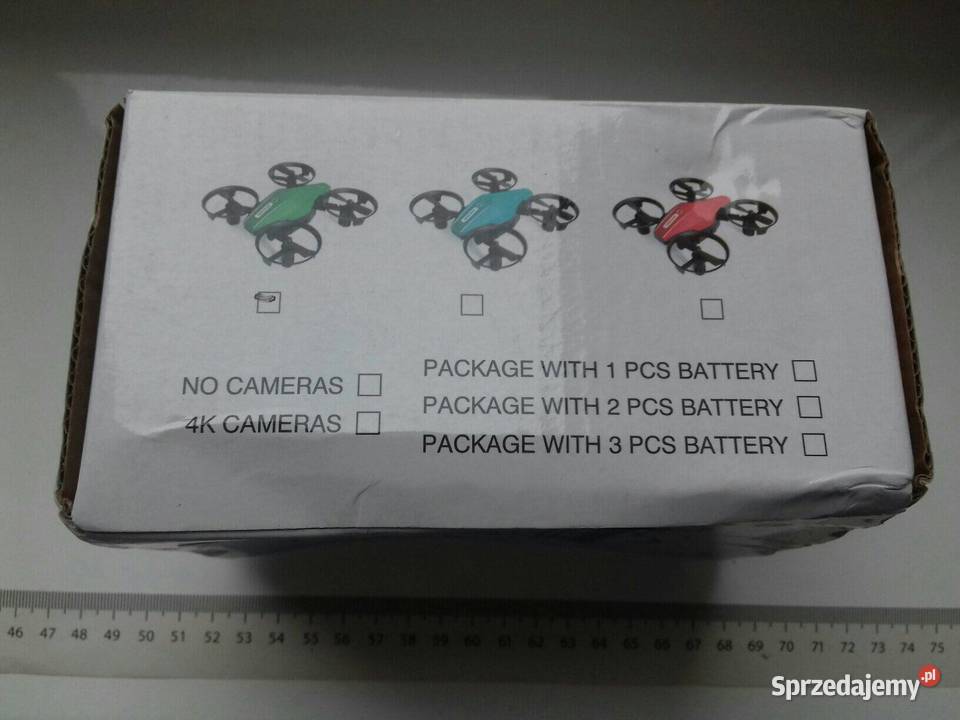 NO CAMERAS
4K CAMERAS
PACKAGE WITH 1 PCS BATTERY
PACKAGE WITH 2 PCS BATTERY
PACKAGE WITH 3 PCS BATTERY
46 47 48 49 50 51 52 53 54 55 56 57 58 59 60 61 62 63 64 65 66 67 68 69 70 71 72 73 74 75
Sprzedajemy.pl